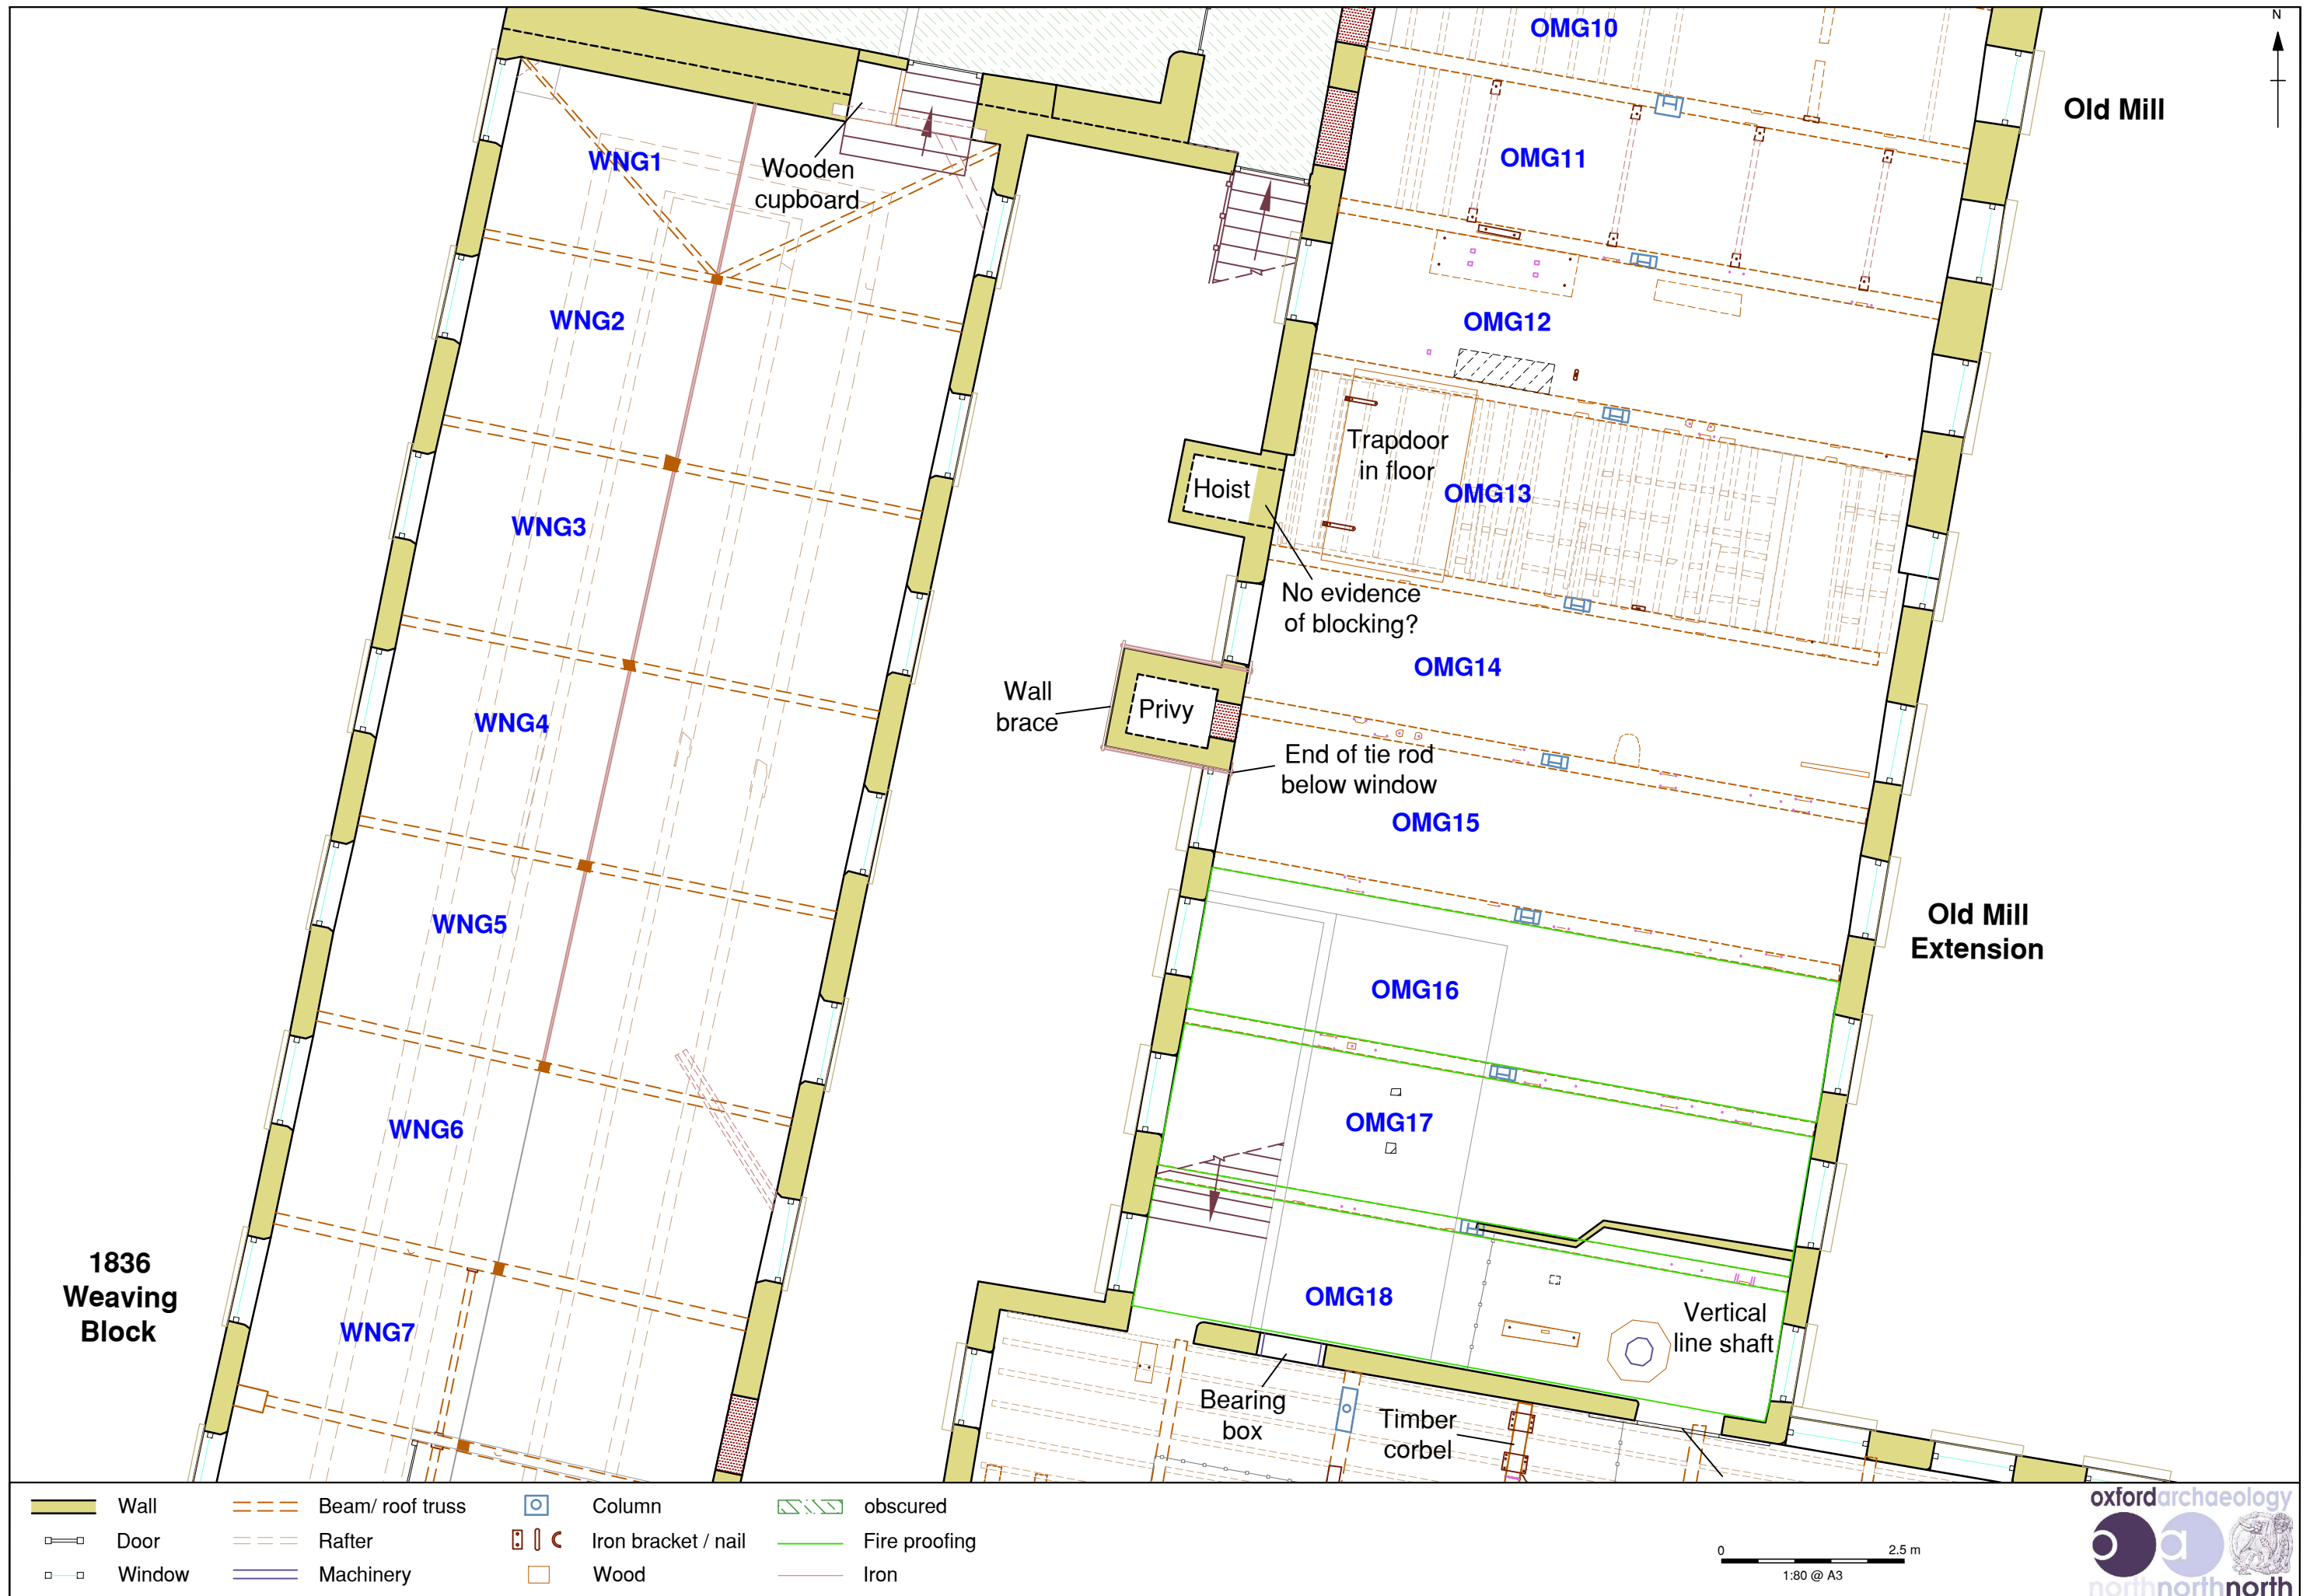 OMG10
N
Old Mill
OMG11
WNG1
Wooden
cupboard
WNG2
OMG12
Trapdoor
in floor
Hoist
OMG13
WNG3
No evidence
of blocking?
OMG14
Wall
brace
Privy
WNG4
End of tie rod
below window
OMG15
WNG5
Old Mill
Extension
OMG16
OMG17
WNG6
1836
Weaving
Block
OMG18
Vertical
line shaft
WNG7
Bearing
box
Timber
corbel
Wall
Beam/ roof truss
Column
obscured
Door
Rafter
Iron bracket / nail
Fire proofing
Window
Machinery
Wood
Iron
0 2.5 m
1:80 @ A3
oxfordarchaeology
oa
northnorthnorth